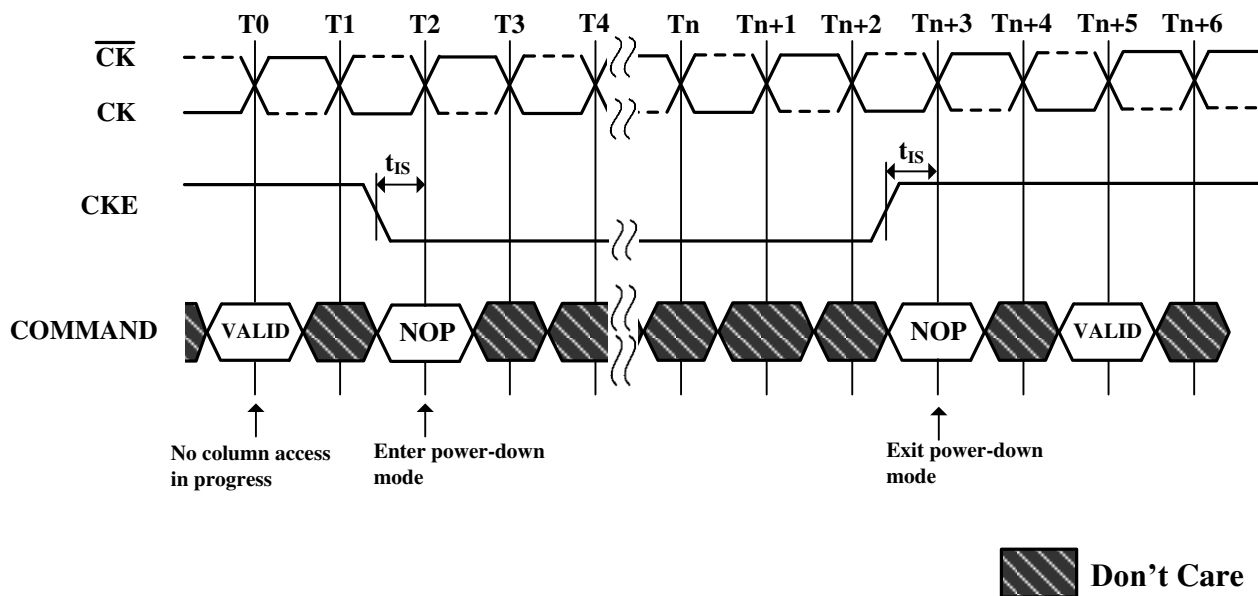 T0 T1 T2 T3 T4 Tn Tn+1 Tn+2 Tn+3 Tn+4 Tn+5 Tn+6
CK
CK
tIS tIS
CKE
COMMAND VALID NOP NOP VALID
No column access
in progress
Enter power-down
mode
Exit power-down
mode
Don't Care